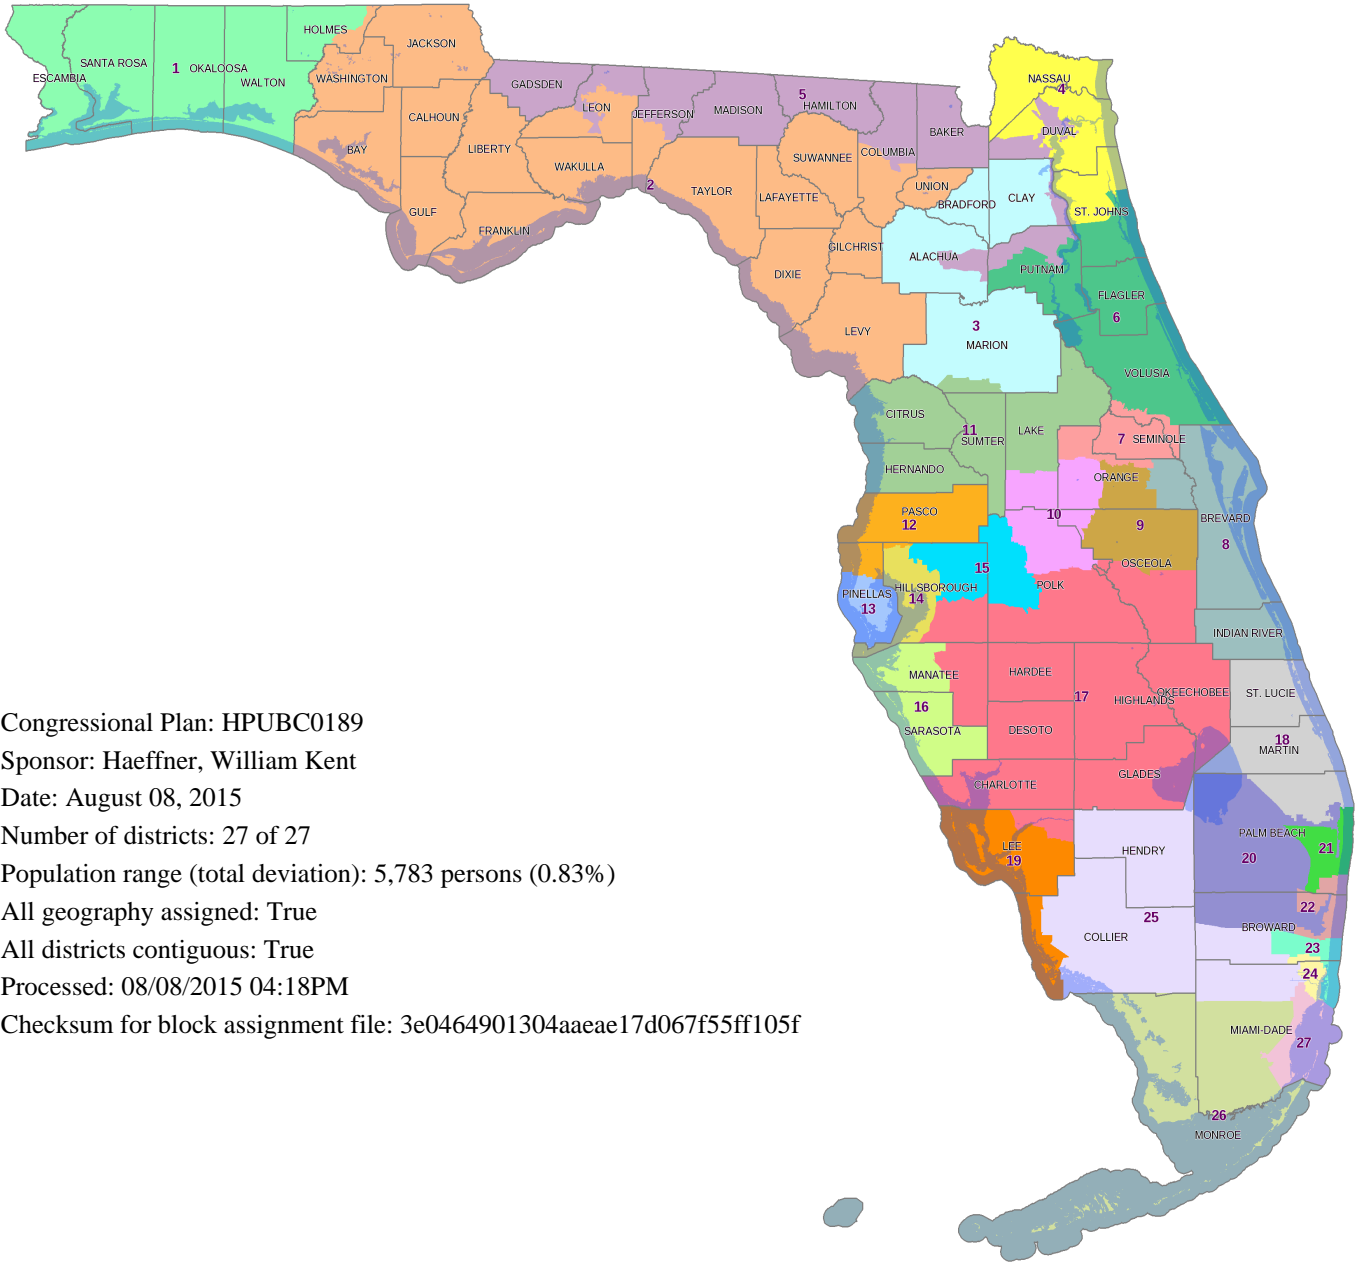 HOLMES
JACKSON
SANTA ROSA
1
OKALOOSA
ESCAMBIA
WALTON
WASHINGTON
GADSDEN
NASSAU
4
5
LEON
JEFFERSON
MADISON
HAMILTON
CALHOUN
BAKER
DUVAL
BAY
LIBERTY
WAKULLA
SUWANNEE
COLUMBIA
2
TAYLOR
LAFAYETTE
UNION
BRADFORD
CLAY
GULF
FRANKLIN
ST. JOHNS
GILCHRIST
ALACHUA
DIXIE
PUTNAM
FLAGLER
6
LEVY
3
MARION
VOLUSIA
CITRUS
11
SUMTER
LAKE
7
SEMINOLE
HERNANDO
ORANGE
PASCO
12
10
9
BREVARD
8
OSCEOLA
15
POLK
PINELLAS
13
HILLSBOROUGH
14
INDIAN RIVER
MANATEE
HARDEE
17
HIGHLANDS
OKEECHOBEE
ST. LUCIE
16
SARASOTA
DESOTO
18
MARTIN
CHARLOTTE
GLADES
LEE
19
HENDRY
PALM BEACH
20
21
22
25
COLLIER
BROWARD
23
24
MIAMI-DADE
27
26
MONROE
Congressional Plan: HPUBC0189
Sponsor: Haeffner, William Kent
Date: August 08, 2015
Number of districts: 27 of 27
Population range (total deviation): 5,783 persons (0.83%)
All geography assigned: True
All districts contiguous: True
Processed: 08/08/2015 04:18PM
Checksum for block assignment file: 3e0464901304aaeae17d067f55ff105f